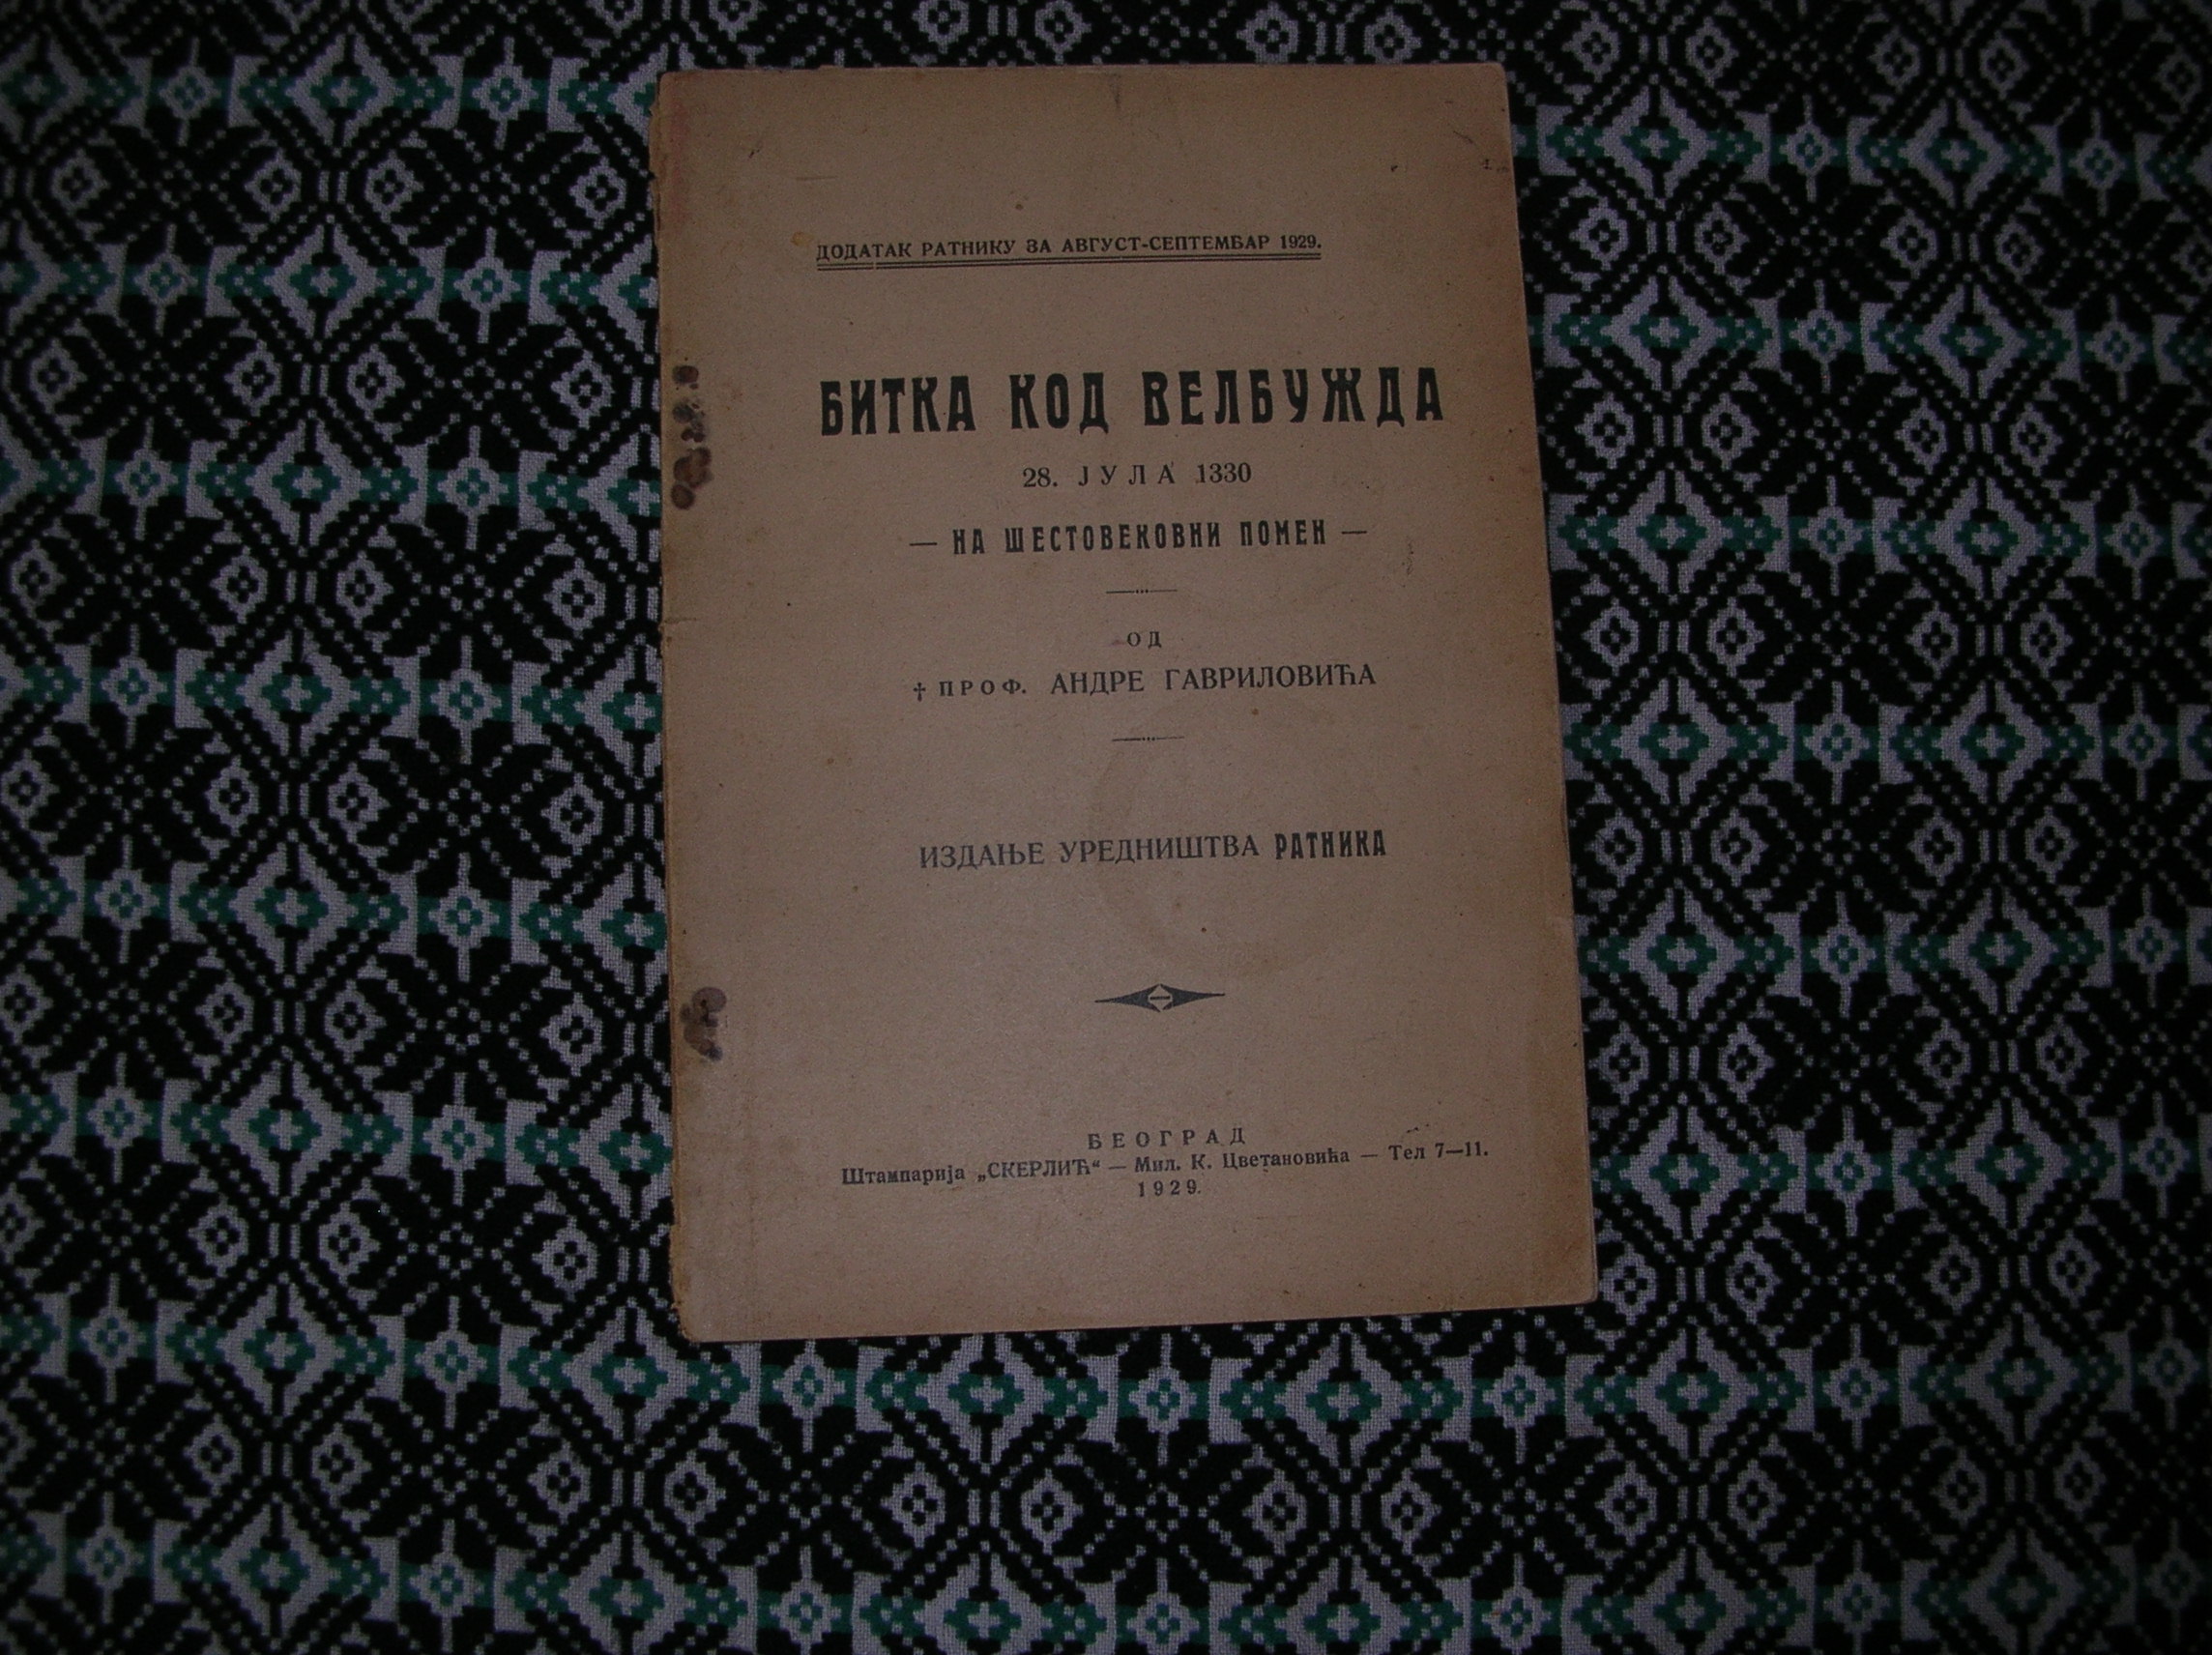 ДОДАТАК РАТНИКУ ЗА АВГУСТ-СЕПТЕМБАР 1929.
БИТКА КОД ВЕЛБУЖДА
28. ЈУЛА 1330
— НА ШЕСТОВЕКОВНИ ПОМЕН —
ОД
† ПРОФ. АНДРЕ ГАВРИЛОВИЋА
ИЗДАЊЕ УРЕДНИШТВА РАТНИКА
БЕОГРАД
Штампарија „СКЕРЛИЋ“ — Мил. К. Цветановића — Тел 7—11.
1929.